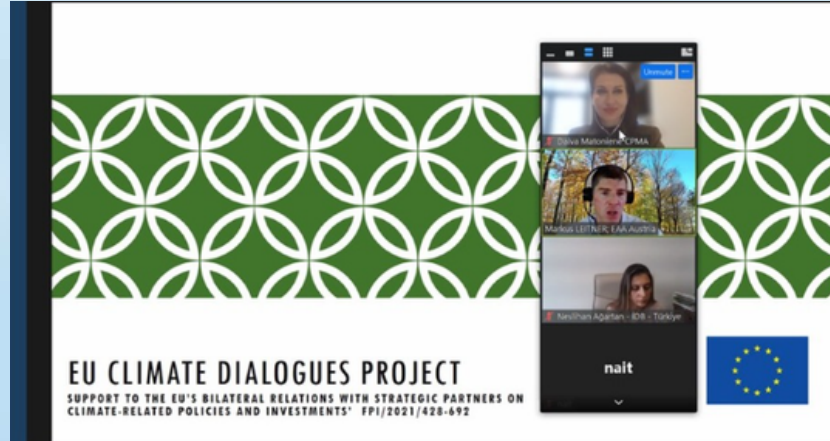 Unmute
Daiva Matonienė CPMA
Markus LEITNER, EAA Austria
Neslihan Ağartan - IDB - Türkiye
nait
EU CLIMATE DIALOGUES PROJECT
SUPPORT TO THE EU'S BILATERAL RELATIONS WITH STRATEGIC PARTNERS ON
CLIMATE-RELATED POLICIES AND INVESTMENTS' FPI/2021/428-692